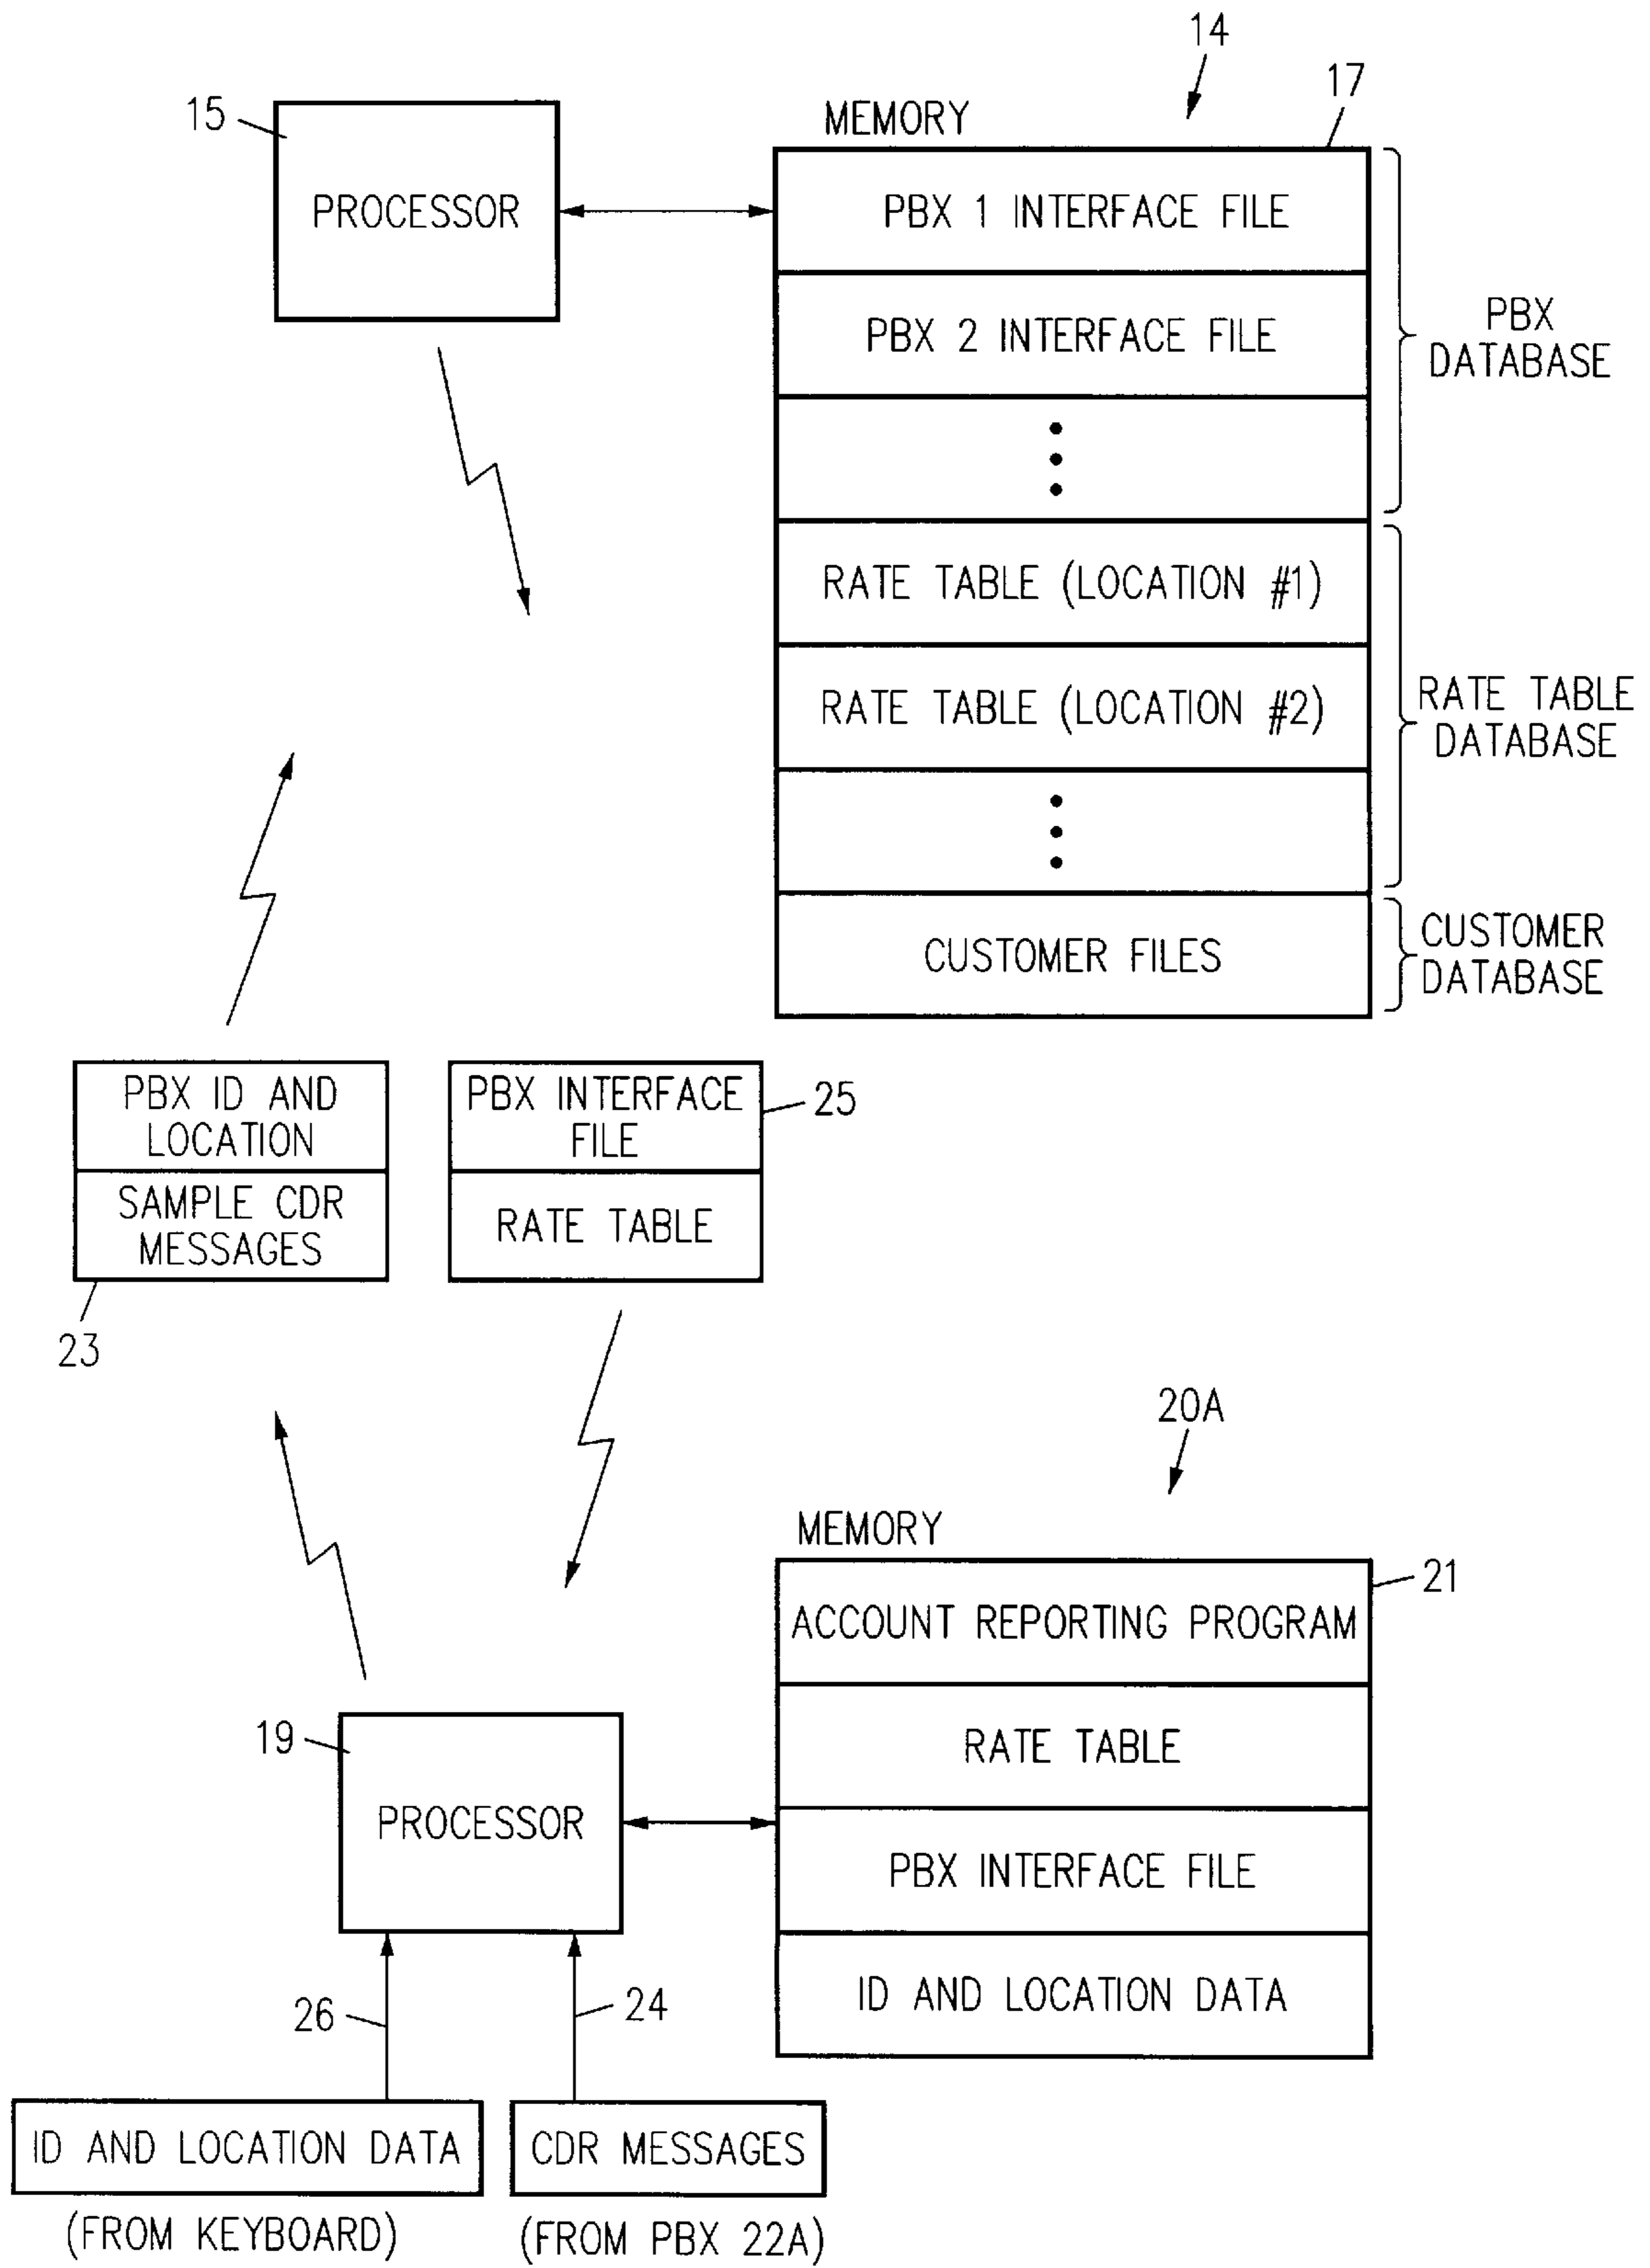 14
17
15
MEMORY
PROCESSOR
PBX 1 INTERFACE FILE
PBX 2 INTERFACE FILE
PBX
DATABASE
RATE TABLE (LOCATION #1)
RATE TABLE (LOCATION #2)
RATE TABLE
DATABASE
CUSTOMER FILES
CUSTOMER
DATABASE
PBX ID AND
LOCATION
SAMPLE CDR
MESSAGES
23
PBX INTERFACE
FILE
RATE TABLE
25
20A
MEMORY
21
ACCOUNT REPORTING PROGRAM
RATE TABLE
PBX INTERFACE FILE
ID AND LOCATION DATA
19
PROCESSOR
26
24
ID AND LOCATION DATA
(FROM KEYBOARD)
CDR MESSAGES
(FROM PBX 22A)